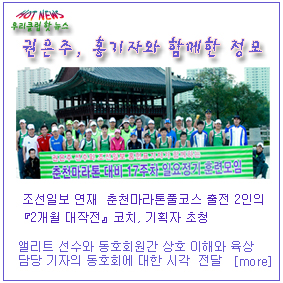 HOT NEWS
우리클럽 핫 뉴스
권은주, 홍기자와 함께한 정모
춘천마라톤 대비 17주차 일요정기 훈련모임
조선일보 연재 춘천마라톤풀코스 출전 2인의
『2개월 대작전』 코치, 기획자 초청
앨리트 선수와 동호회원간 상호 이해와 육상
담당 기자의 동호회에 대한 시각 전달 [more]